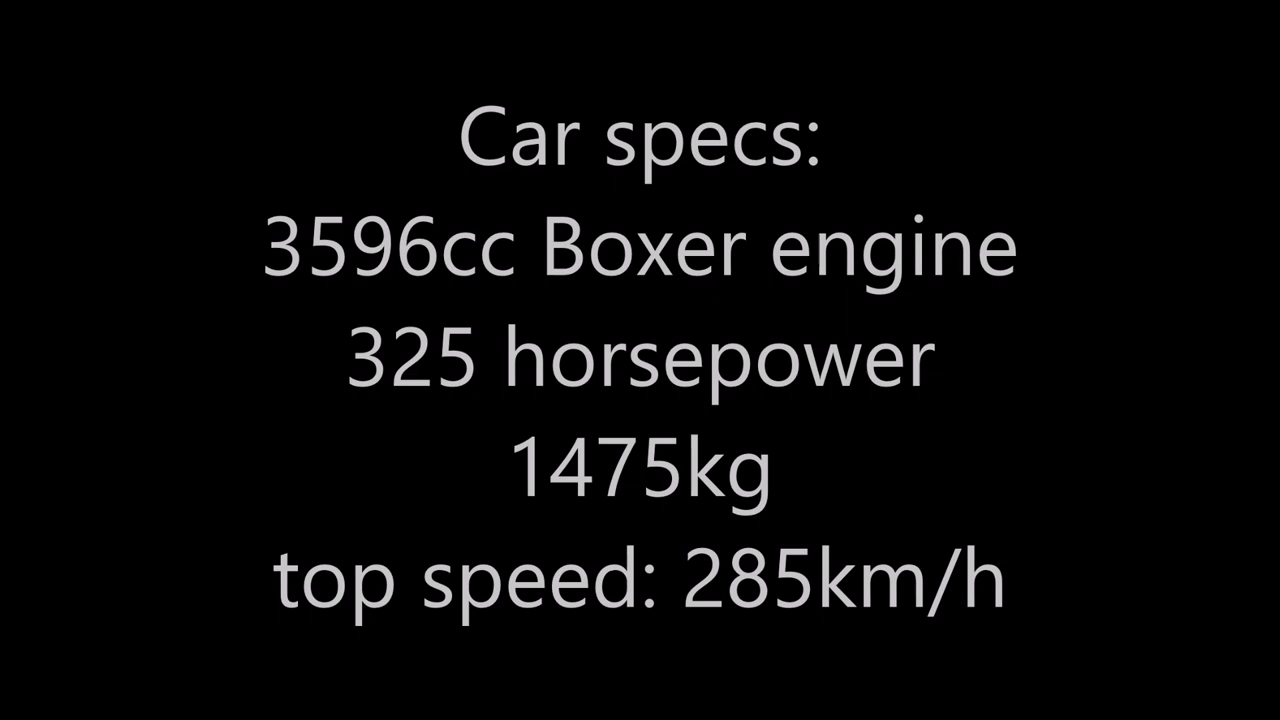 Car specs:
3596cc Boxer engine
325 horsepower
1475kg
top speed: 285km/h